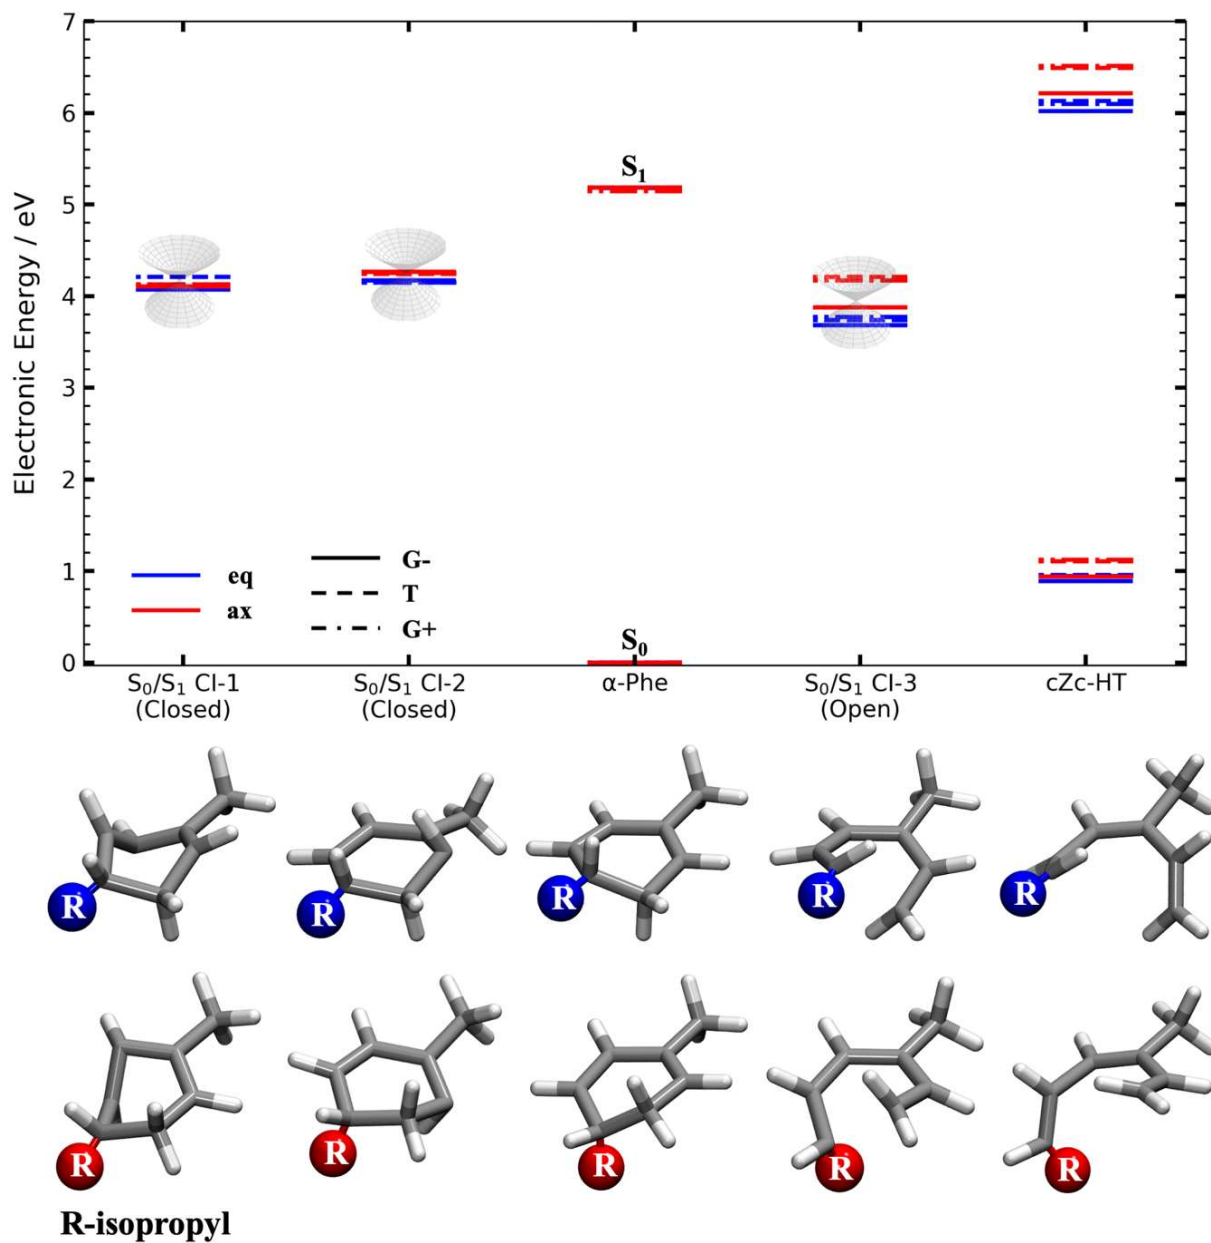 7
6
5
4
3
2
1
0
Electronic Energy / eV
S₁
S₀
eq
ax
G-
T
G+
S₀/S₁ CI-1
(Closed)
S₀/S₁ CI-2
(Closed)
α-Phe
S₀/S₁ CI-3
(Open)
cZc-HT
R
R
R
R
R
R
R
R
R
R
R-isopropyl